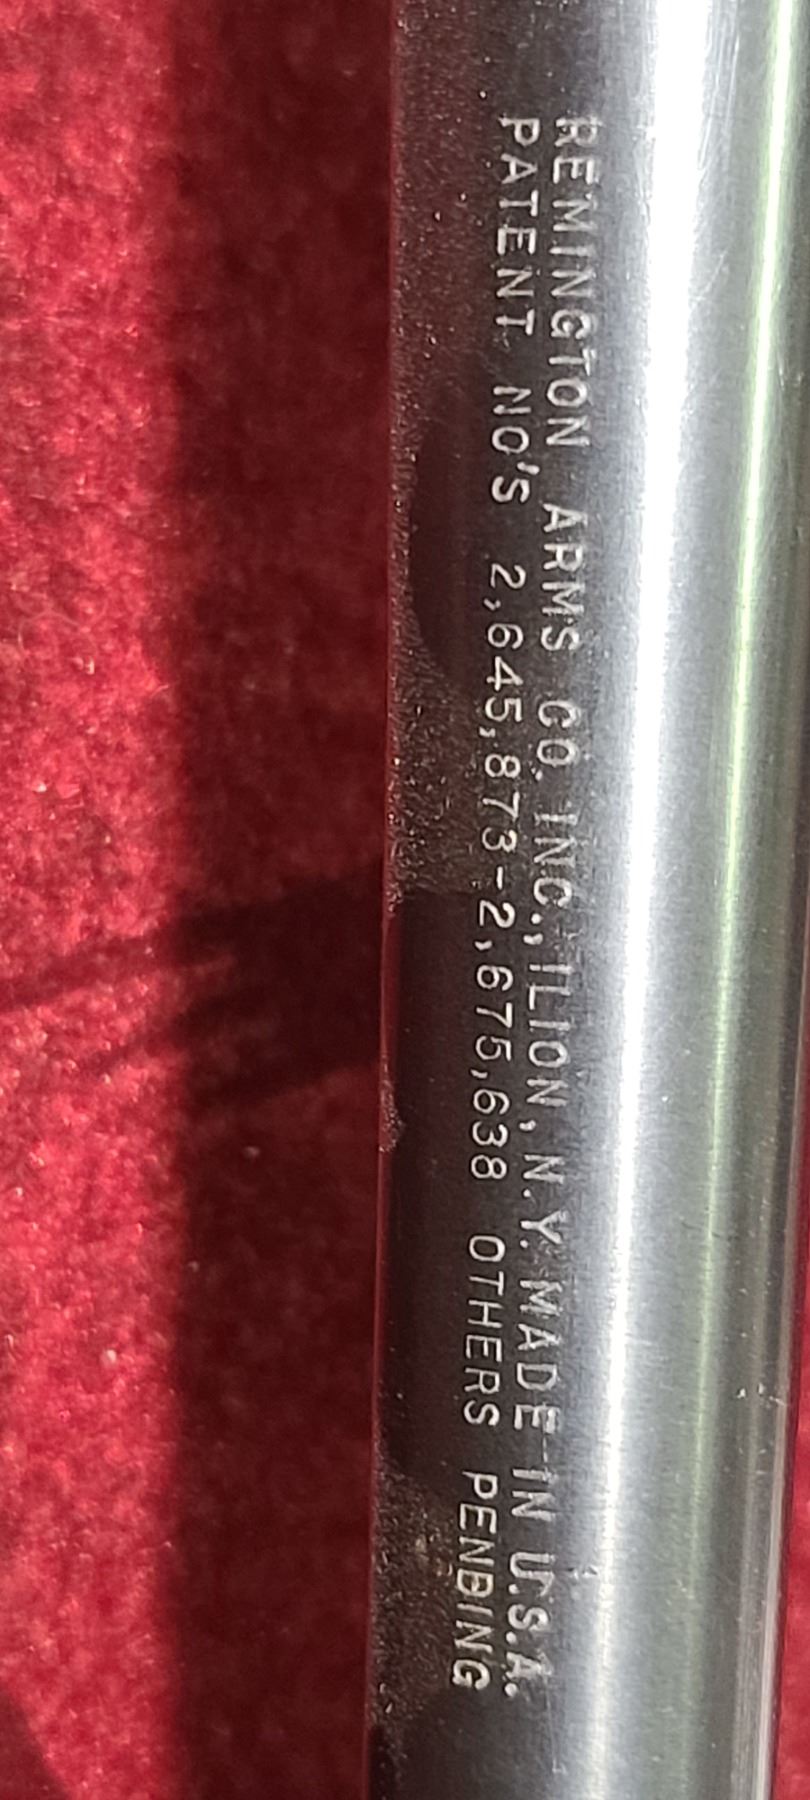 REMINGTON ARMS CO. INC., ILION, N.Y. MADE IN U.S.A.
PATENT NO'S 2,645,873-2,675,638 OTHERS PENDING